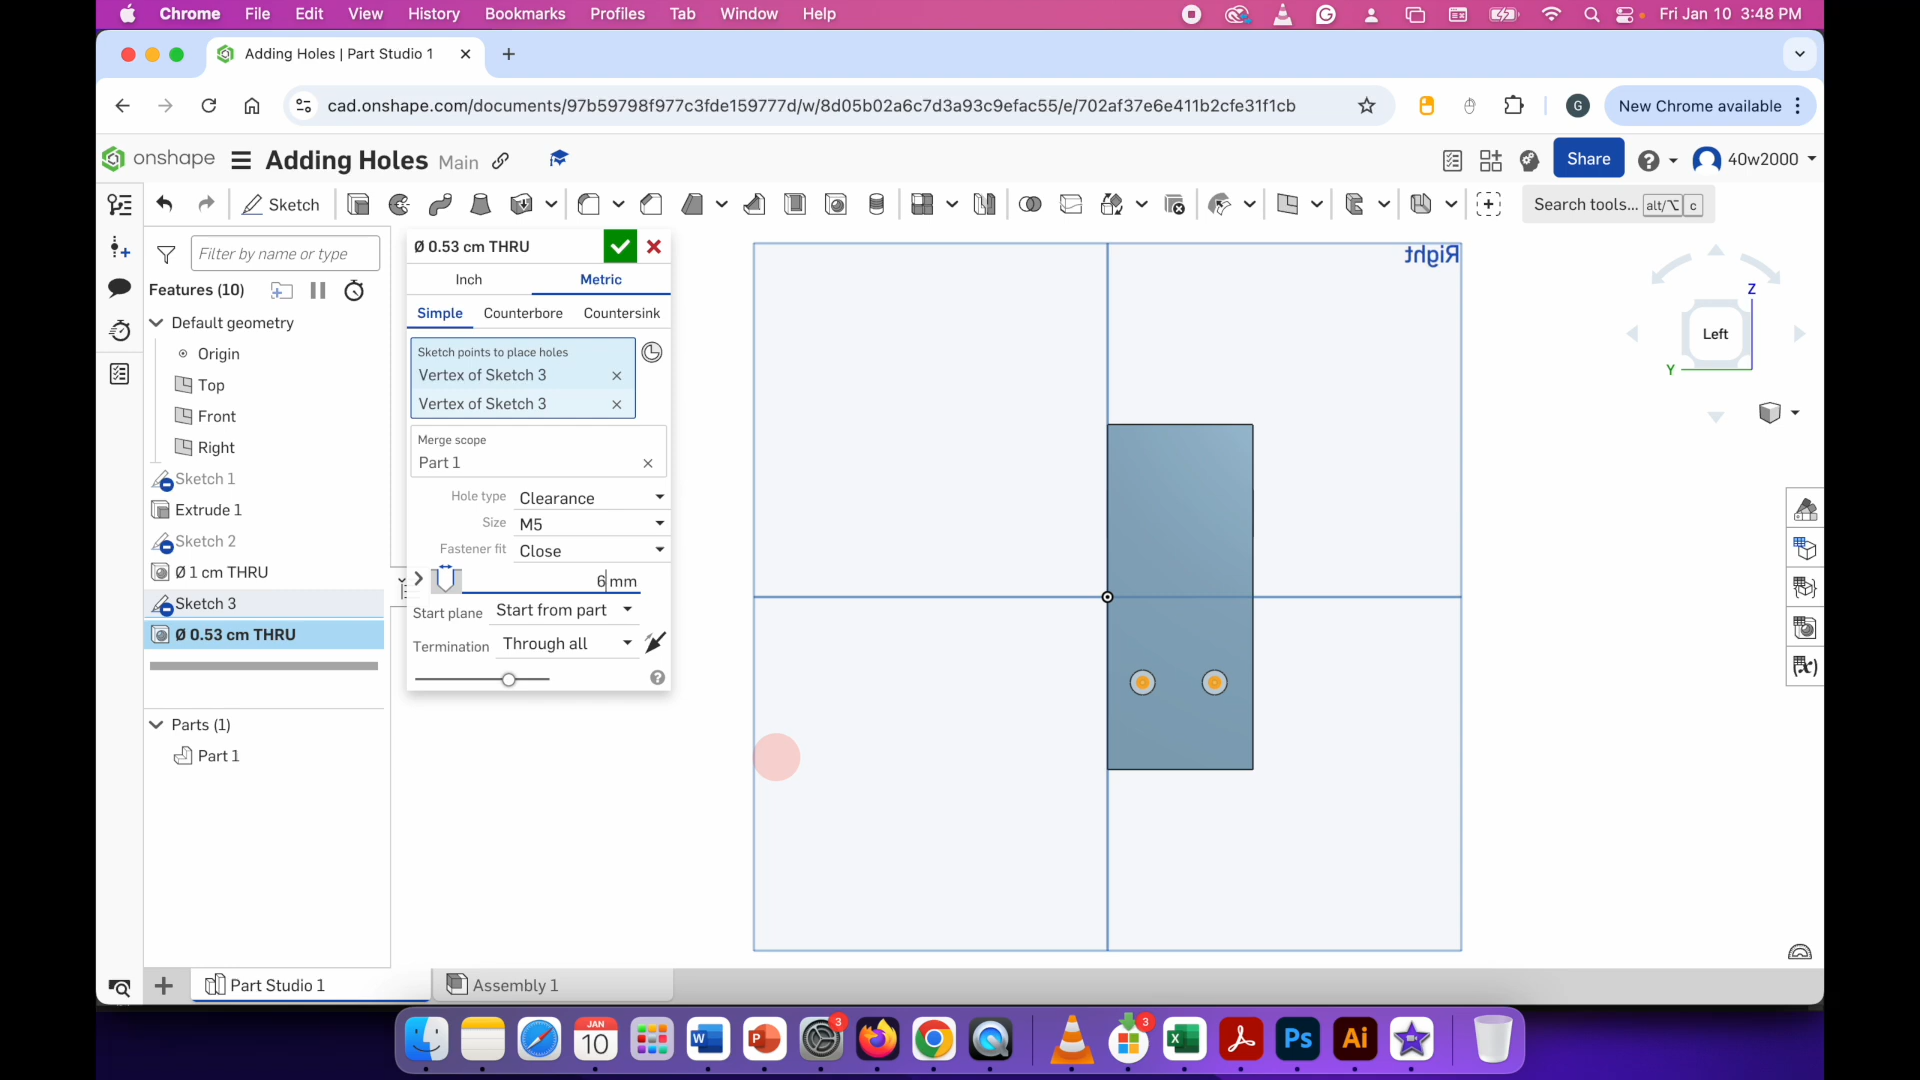 Chrome File Edit View History Bookmarks Profiles Tab Window Help Fri Jan 10 3:48 PM
Adding Holes | Part Studio 1
cad.onshape.com/documents/97b59798f977c3fde159777d/w/8d05b02a6c7d3a93c9efac55/e/702af37e6e411b2cfe31f1cb G New Chrome available
onshape Adding Holes Main Share 40w2000
Sketch Search tools... alt/⌥ c
Filter by name or type
Features (10)
Default geometry
Origin
Top
Front
Right
Sketch 1
Extrude 1
Sketch 2
Ø 1 cm THRU
Sketch 3
Ø 0.53 cm THRU
Parts (1)
Part 1
Ø 0.53 cm THRU
Inch Metric
Simple Counterbore Countersink
Sketch points to place holes
Vertex of Sketch 3
Vertex of Sketch 3
Merge scope
Part 1
Hole type Clearance
Size M5
Fastener fit Close
6 mm
Start plane Start from part
Termination Through all
Right
Z
Left
Y
(x)
Part Studio 1 Assembly 1
JAN
10
W
P
3
3
X
Ps
Ai